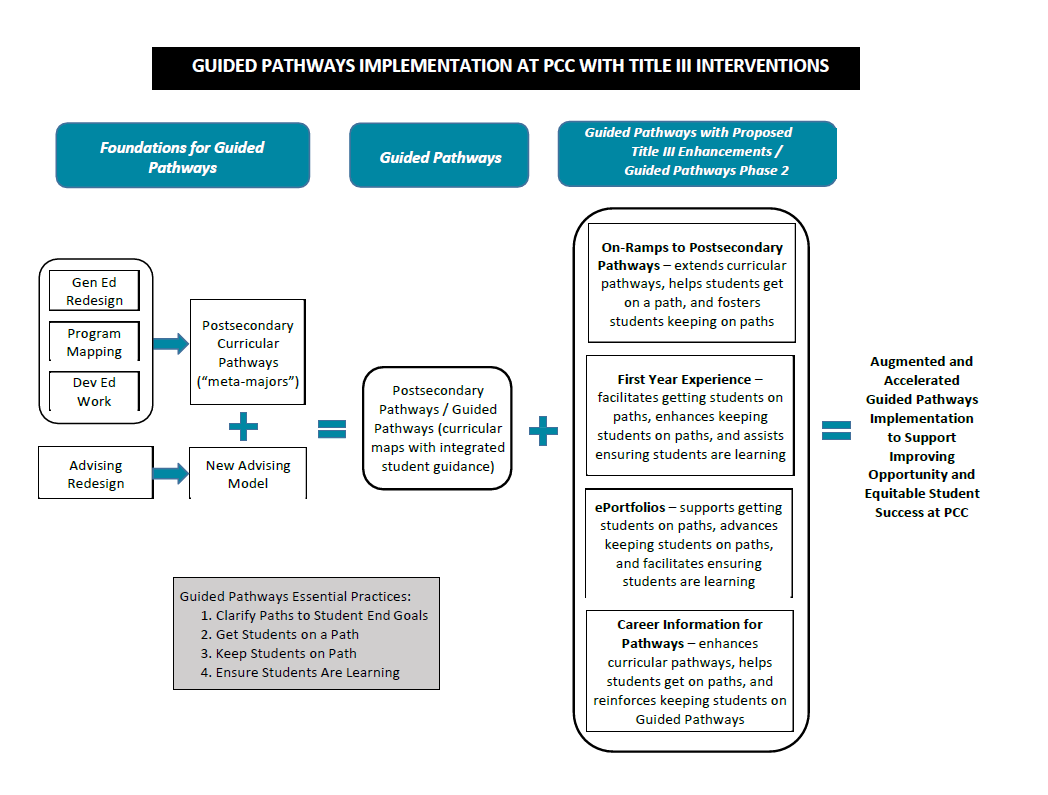 GUIDED PATHWAYS IMPLEMENTATION AT PCC WITH TITLE III INTERVENTIONS
Foundations for Guided
Pathways
Guided Pathways
Guided Pathways with Proposed
Title III Enhancements /
Guided Pathways Phase 2
Gen Ed
Redesign
Program
Mapping
Dev Ed
Work
Advising
Redesign
Postsecondary
Curricular
Pathways
(“meta-majors”)
New Advising
Model
Postsecondary
Pathways / Guided
Pathways (curricular
maps with integrated
student guidance)
On-Ramps to Postsecondary
Pathways – extends curricular
pathways, helps students get
on a path, and fosters
students keeping on paths
First Year Experience –
facilitates getting students on
paths, enhances keeping
students on paths, and assists
ensuring students are learning
ePortfolios – supports getting
students on paths, advances
keeping students on paths,
and facilitates ensuring
students are learning
Career Information for
Pathways – enhances
curricular pathways, helps
students get on paths, and
reinforces keeping students on
Guided Pathways
Augmented and
Accelerated
Guided Pathways
Implementation
to Support
Improving
Opportunity and
Equitable Student
Success at PCC
Guided Pathways Essential Practices:
1. Clarify Paths to Student End Goals
2. Get Students on a Path
3. Keep Students on Path
4. Ensure Students Are Learning